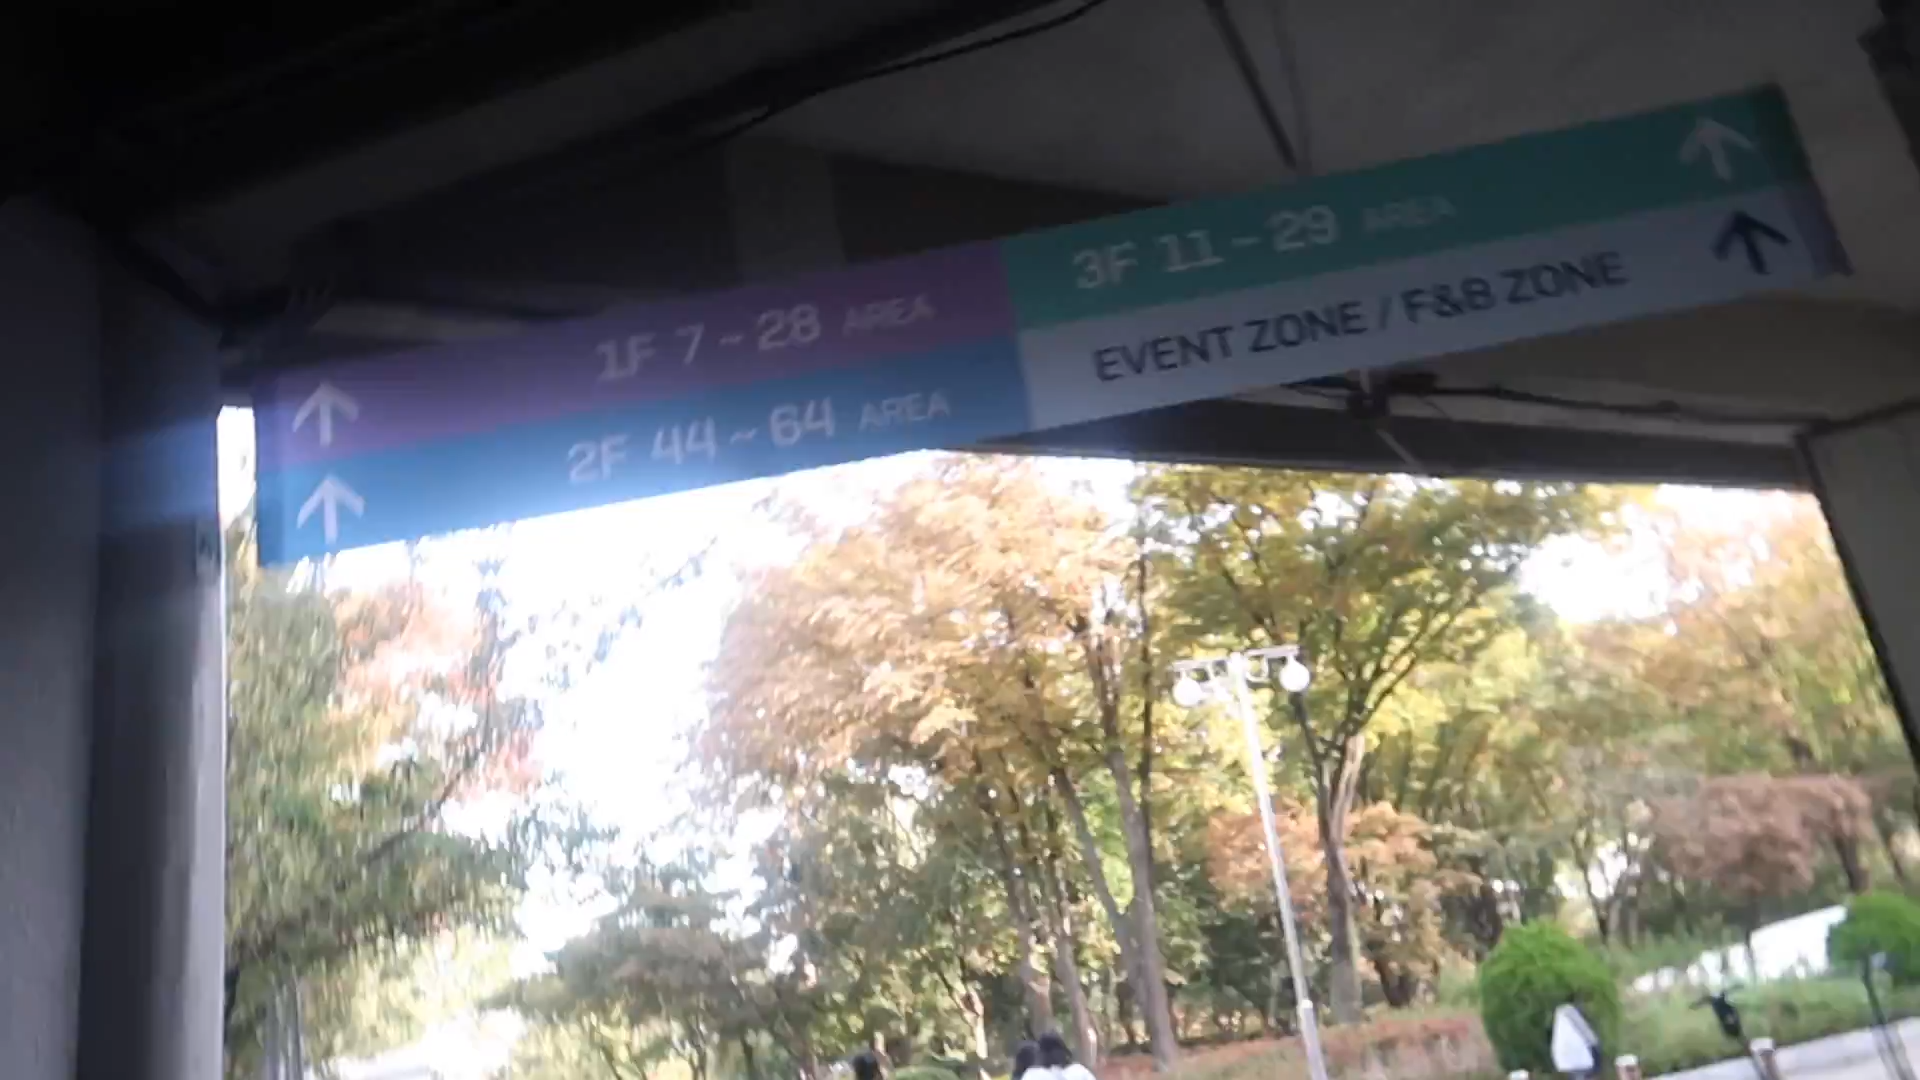 1F 7 ~ 28 AREA
2F 44 ~ 64 AREA
3F 11 ~ 29 AREA
EVENT ZONE / F&B ZONE